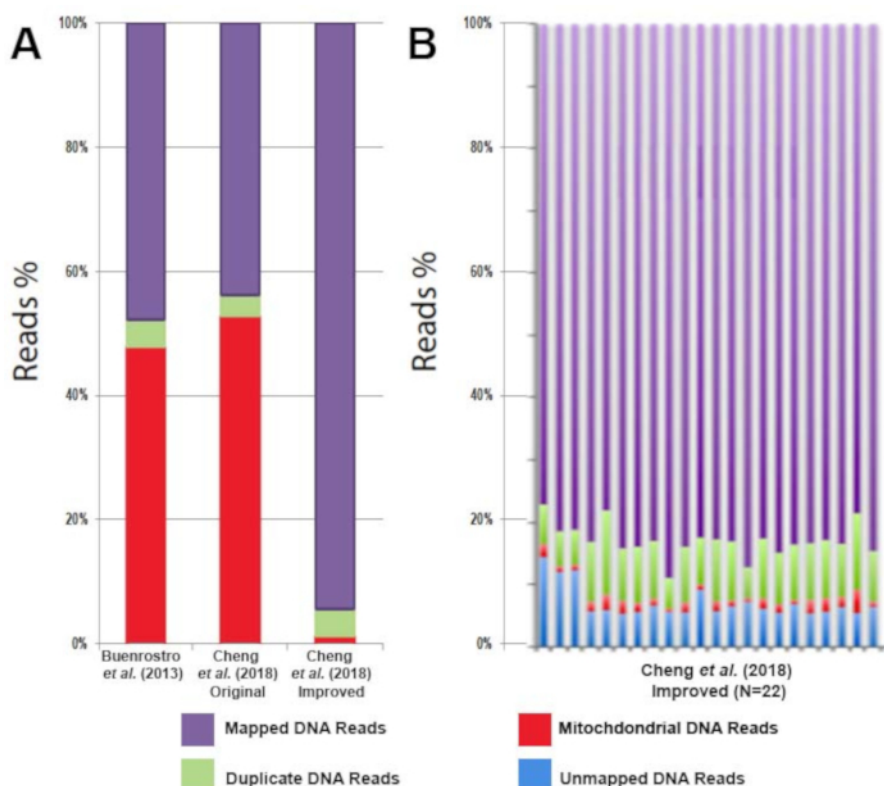 A
B
100%
80%
60%
40%
20%
0%
Reads %
Buenrostro
et al. (2013)
Cheng
et al. (2018)
Original
Cheng
et al. (2018)
Improved
100%
80%
60%
40%
20%
0%
Reads %
Cheng et al. (2018)
Improved (N=22)
Mapped DNA Reads
Mitochdondrial DNA Reads
Duplicate DNA Reads
Unmapped DNA Reads